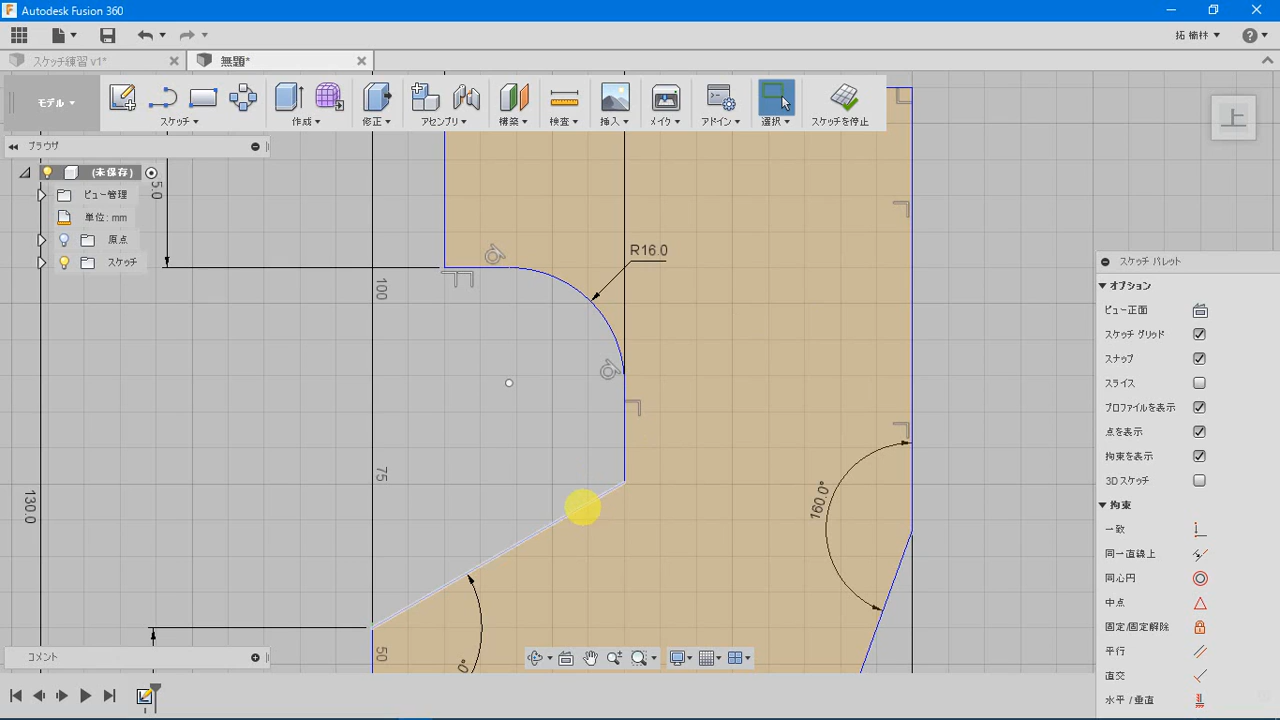 Autodesk Fusion 360
拓 楡林
スケッチ練習 v1*
無題*
モデル
スケッチ
作成
修正
アセンブリ
構築
検査
挿入
メイク
アドイン
選択
スケッチを停止
上
ブラウザ
(未保存)
ビュー管理
単位: mm
原点
スケッチ
5.0
R16.0
100
75
130.0
50
0°
160.0°
スケッチ パレット
オプション
ビュー正面
スケッチ グリッド
スナップ
スライス
プロファイルを表示
点を表示
拘束を表示
3D スケッチ
拘束
一致
同一直線上
同心円
中点
固定/固定解除
平行
直交
水平/垂直
コメント